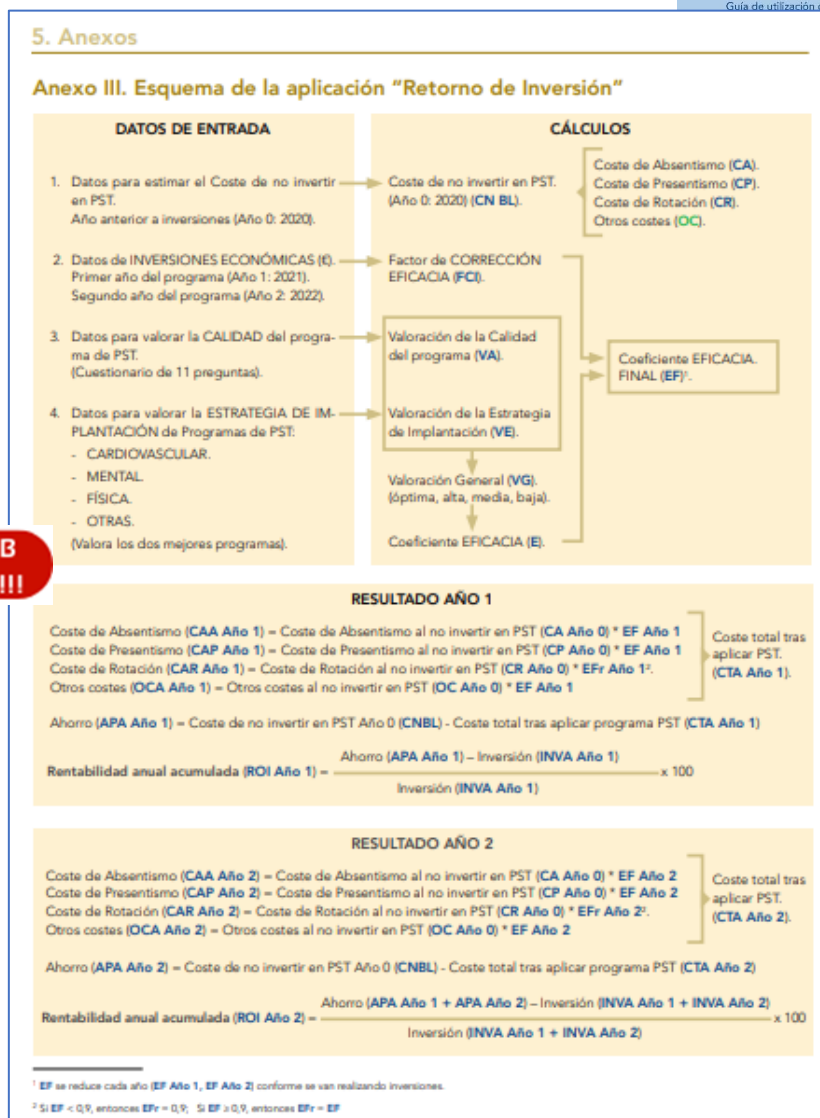 Guía de utilización
5. Anexos
Anexo III. Esquema de la aplicación “Retorno de Inversión”
DATOS DE ENTRADA
1. Datos para estimar el Coste de no invertir
en PST.
Año anterior a inversiones (Año 0: 2020).
2. Datos de INVERSIONES ECONÓMICAS (€).
Primer año del programa (Año 1: 2021).
Segundo año del programa (Año 2: 2022).
3. Datos para valorar la CALIDAD del progra-
ma de PST.
(Cuestionario de 11 preguntas).
4. Datos para valorar la ESTRATEGIA DE IM-
PLANTACIÓN de Programas de PST:
- CARDIOVASCULAR.
- MENTAL.
- FÍSICA.
- OTRAS.
(Valora los dos mejores programas).
CÁLCULOS
Coste de no invertir en PST.
(Año 0: 2020) (CN BL).
Coste de Absentismo (CA).
Coste de Presentismo (CP).
Coste de Rotación (CR).
Otros costes (OC).
Factor de CORRECCIÓN
EFICACIA (FCI).
Valoración de la Calidad
del programa (VA).
Valoración de la Estrategia
de Implantación (VE).
Valoración General (VG).
(óptima, alta, media, baja).
Coeficiente EFICACIA (E).
Coeficiente EFICACIA.
FINAL (EF)¹.
B
!!!
RESULTADO AÑO 1
Coste de Absentismo (CAA Año 1) = Coste de Absentismo al no invertir en PST (CA Año 0) * EF Año 1
Coste de Presentismo (CAP Año 1) = Coste de Presentismo al no invertir en PST (CP Año 0) * EF Año 1
Coste de Rotación (CAR Año 1) = Coste de Rotación al no invertir en PST (CR Año 0) * EFr Año 1².
Otros costes (OCA Año 1) = Otros costes al no invertir en PST (OC Año 0) * EF Año 1
Coste total tras
aplicar PST.
(CTA Año 1).
Ahorro (APA Año 1) = Coste de no invertir en PST Año 0 (CNBL) - Coste total tras aplicar programa PST (CTA Año 1)
Ahorro (APA Año 1) – Inversión (INVA Año 1)
Rentabilidad anual acumulada (ROI Año 1) = x 100
Inversión (INVA Año 1)
RESULTADO AÑO 2
Coste de Absentismo (CAA Año 2) = Coste de Absentismo al no invertir en PST (CA Año 0) * EF Año 2
Coste de Presentismo (CAP Año 2) = Coste de Presentismo al no invertir en PST (CP Año 0) * EF Año 2
Coste de Rotación (CAR Año 2) = Coste de Rotación al no invertir en PST (CR Año 0) * EFr Año 2².
Otros costes (OCA Año 2) = Otros costes al no invertir en PST (OC Año 0) * EF Año 2
Coste total tras
aplicar PST.
(CTA Año 2).
Ahorro (APA Año 2) = Coste de no invertir en PST Año 0 (CNBL) - Coste total tras aplicar programa PST (CTA Año 2)
Ahorro (APA Año 1 + APA Año 2) – Inversión (INVA Año 1 + INVA Año 2)
Rentabilidad anual acumulada (ROI Año 2) = x 100
Inversión (INVA Año 1 + INVA Año 2)
¹ EF se reduce cada año (EF Año 1, EF Año 2) conforme se van realizando inversiones.
² Si EF < 0,9, entonces EFr = 0,9; Si EF ≥ 0,9, entonces EFr = EF